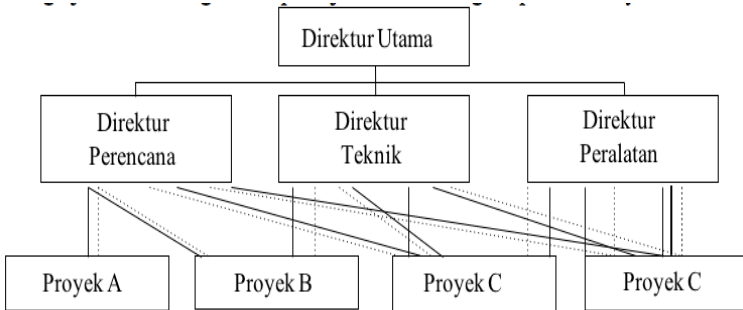 Direktur Utama
Direktur
Perencana
Direktur
Teknik
Direktur
Peralatan
Proyek A
Proyek B
Proyek C
Proyek C